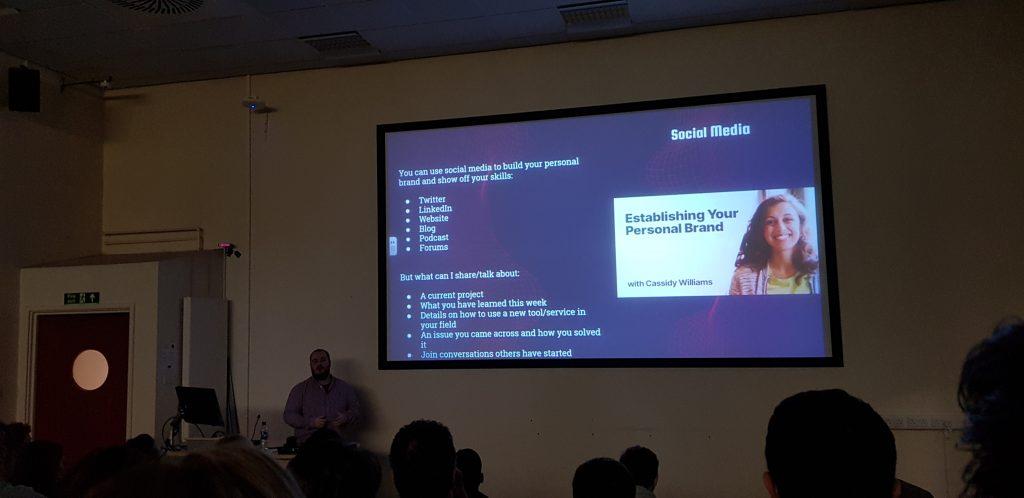 Social Media
You can use social media to build your personal
brand and show off your skills:
● Twitter
● LinkedIn
● Website
● Blog
● Podcast
● Forums
But what can I share/talk about:
● A current project
● What you have learned this week
● Details on how to use a new tool/service in
your field
● An issue you came across and how you solved
it
● Join conversations others have started
Establishing Your
Personal Brand
with Cassidy Williams